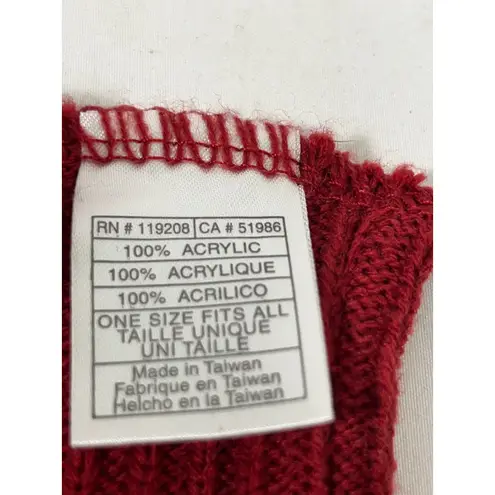 RN # 119208 CA # 51986
100% ACRYLIC
100% ACRYLIQUE
100% ACRILICO
ONE SIZE FITS ALL
TAILLE UNIQUE
UNI TAILLE
Made in Taiwan
Fabrique en Taiwan
Helcho en la Taiwan